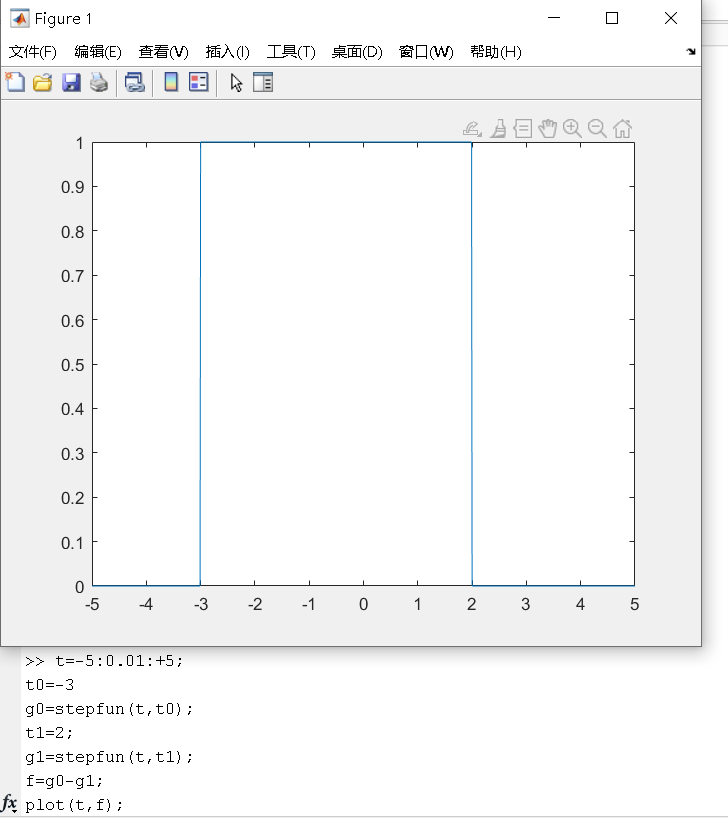 Figure 1
文件(F) 编辑(E) 查看(V) 插入(I) 工具(T) 桌面(D) 窗口(W) 帮助(H)
1
0.9
0.8
0.7
0.6
0.5
0.4
0.3
0.2
0.1
0
-5 -4 -3 -2 -1 0 1 2 3 4 5
>> t=-5:0.01:+5;
t0=-3
g0=stepfun(t,t0);
t1=2;
g1=stepfun(t,t1);
f=g0-g1;
fx plot(t,f);